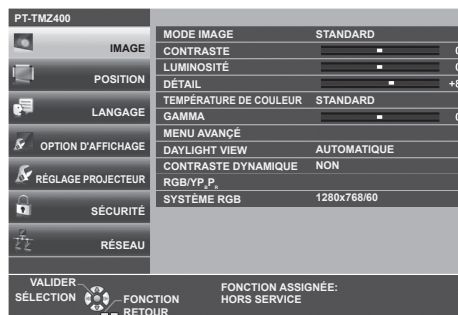 PT-TMZ400
IMAGE
POSITION
LANGAGE
OPTION D'AFFICHAGE
RÉGLAGE PROJECTEUR
SÉCURITÉ
RÉSEAU
MODE IMAGE STANDARD
CONTRASTE 0
LUMINOSITÉ 0
DÉTAIL +8
TEMPÉRATURE DE COULEUR STANDARD
GAMMA 0
MENU AVANÇÉ
DAYLIGHT VIEW AUTOMATIQUE
CONTRASTE DYNAMIQUE NON
RGB/YPBPR
SYSTÈME RGB 1280x768/60
VALIDER
SÉLECTION
FONCTION
RETOUR
FONCTION ASSIGNÉE:
HORS SERVICE